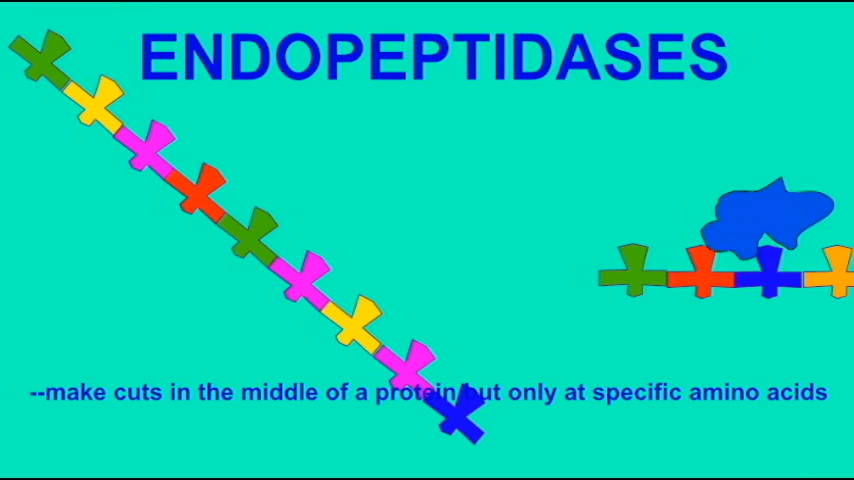 ENDOPEPTIDASES
--make cuts in the middle of a protein but only at specific amino acids